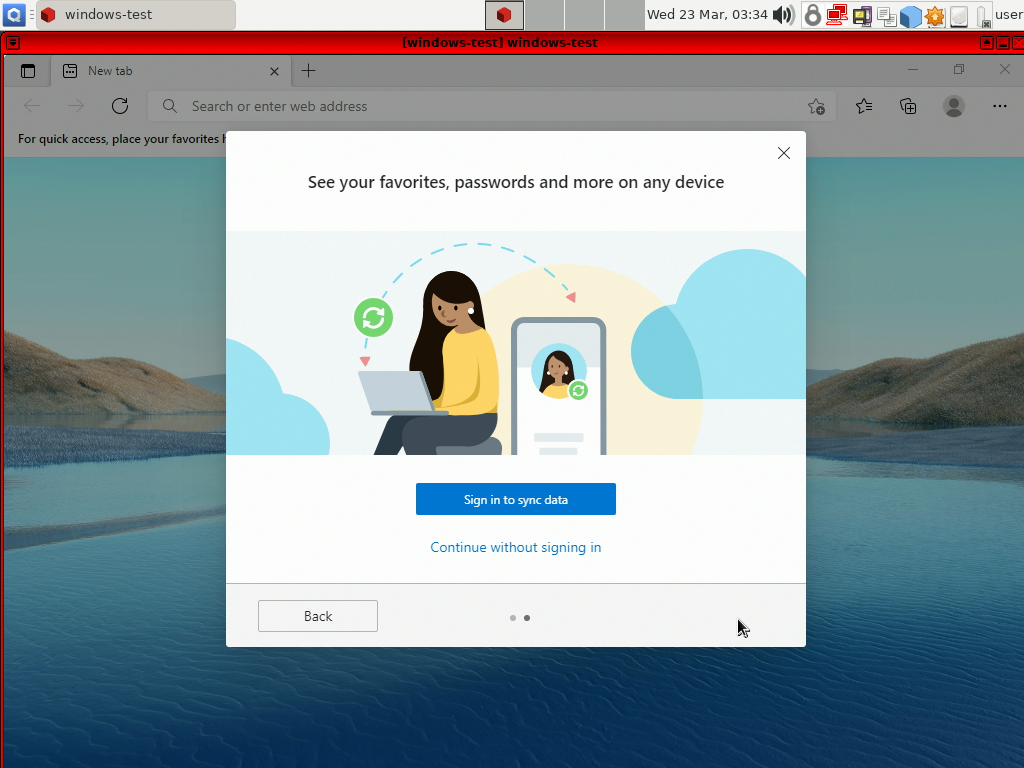 windows-test
Wed 23 Mar, 03:34
user
[windows-test] windows-test
New tab
Search or enter web address
For quick access, place your favorites h
See your favorites, passwords and more on any device
Sign in to sync data
Continue without signing in
Back